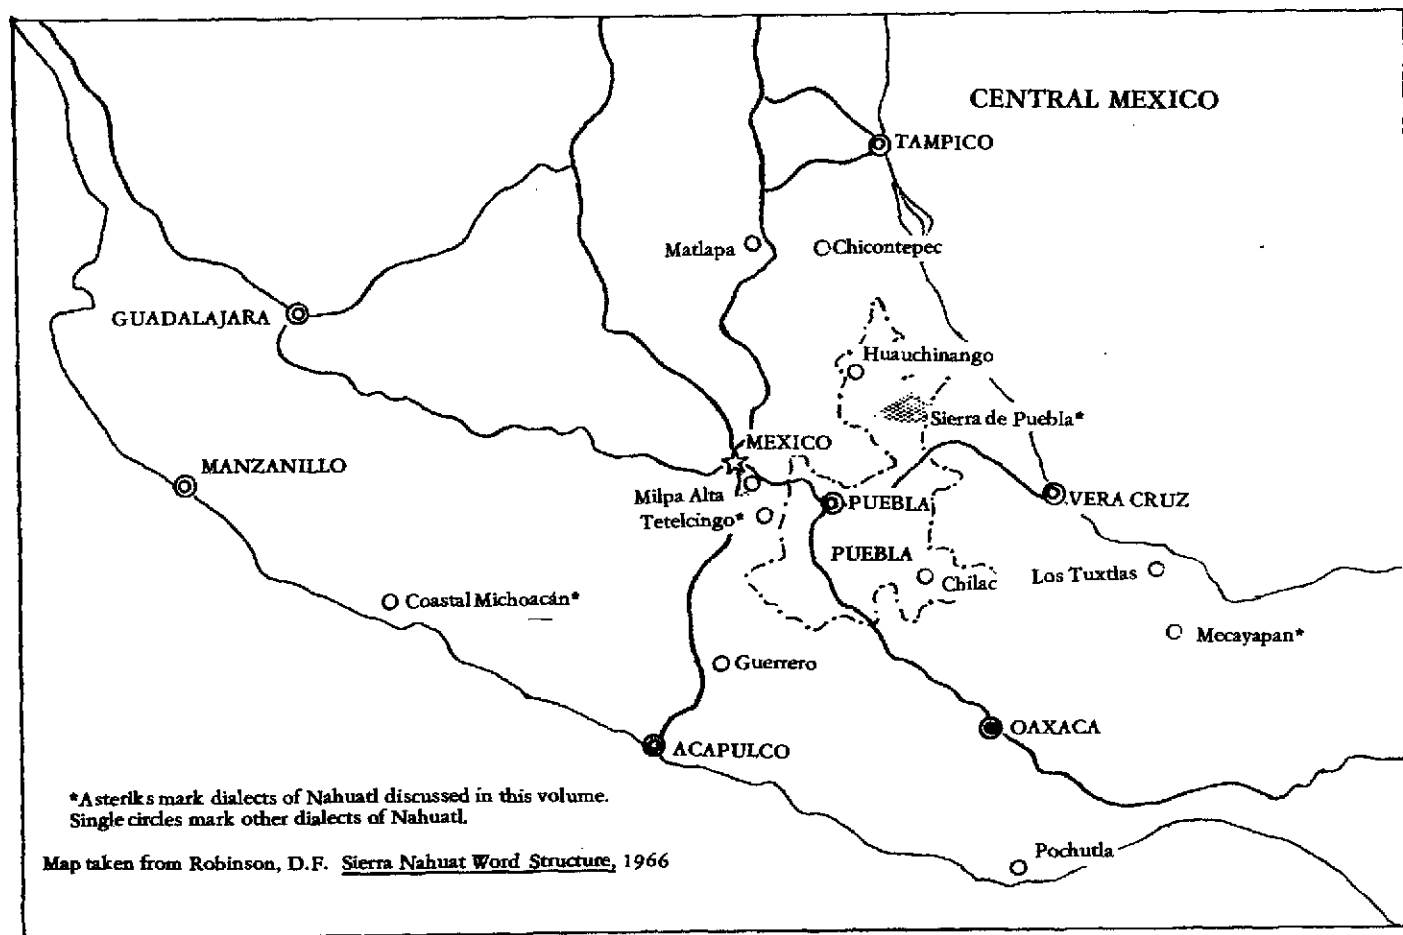 CENTRAL MEXICO
TAMPICO
Matlapa
Chicontepec
GUADALAJARA
Huauchinango
Sierra de Puebla*
MEXICO
MANZANILLO
Milpa Alta
PUEBLA
VERA CRUZ
Tetelcingo*
PUEBLA
Chilac
Los Tuxtlas
Coastal Michoacán*
Mecayapan*
Guerrero
OAXACA
ACAPULCO
*Asteriks mark dialects of Nahuatl discussed in this volume.
Single circles mark other dialects of Nahuatl.
Pochutla
Map taken from Robinson, D.F. Sierra Nahuat Word Structure, 1966